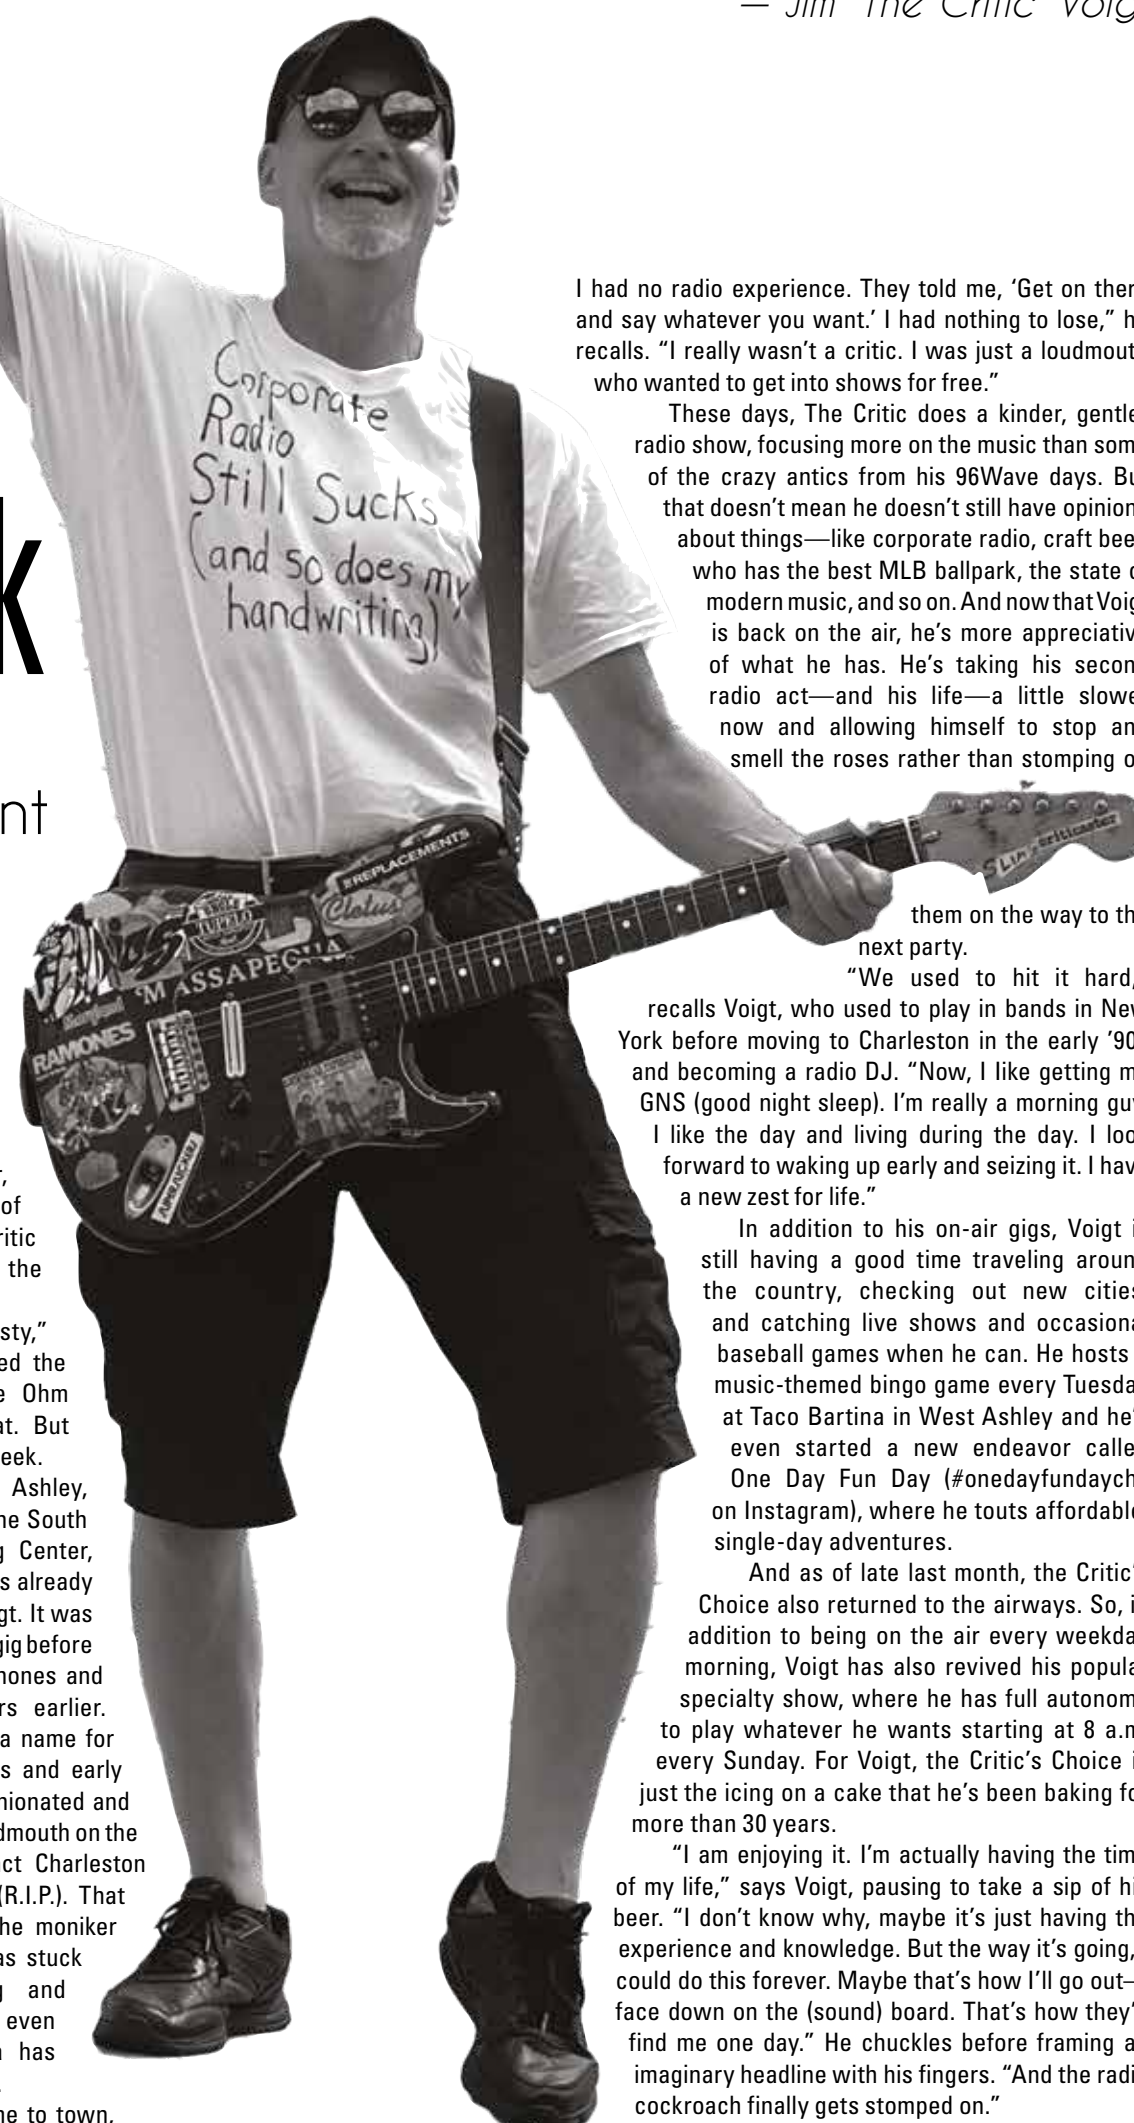 — Jim "The Critic" Voig
k
nt
Corporate
Radio
Still Sucks
(and so does my
handwriting)
THE REPLACEMENTS
Clotus
TUPELO
MASSAPEQUA
RAMONES
r,
of
ritic
the
sty,"
ed the
e Ohm
at. But
eek.
Ashley,
ne South
g Center,
s already
gt. It was
gig before
nones and
rs earlier.
a name for
s and early
nionated and
dmouth on the
ct Charleston
(R.I.P.). That
he moniker
as stuck
g and
even
n has
ne to town,
I had no radio experience. They told me, 'Get on ther
and say whatever you want.' I had nothing to lose," h
recalls. "I really wasn't a critic. I was just a loudmout
who wanted to get into shows for free."
These days, The Critic does a kinder, gentle
radio show, focusing more on the music than som
of the crazy antics from his 96Wave days. Bu
that doesn't mean he doesn't still have opinion
about things—like corporate radio, craft bee
who has the best MLB ballpark, the state o
modern music, and so on. And now that Voig
is back on the air, he's more appreciativ
of what he has. He's taking his secon
radio act—and his life—a little slowe
now and allowing himself to stop an
smell the roses rather than stomping o
them on the way to th
next party.
"We used to hit it hard,
recalls Voigt, who used to play in bands in New
York before moving to Charleston in the early '90
and becoming a radio DJ. "Now, I like getting m
GNS (good night sleep). I'm really a morning guy
I like the day and living during the day. I loo
forward to waking up early and seizing it. I hav
a new zest for life."
In addition to his on-air gigs, Voigt i
still having a good time traveling aroun
the country, checking out new cities
and catching live shows and occasiona
baseball games when he can. He hosts
music-themed bingo game every Tuesda
at Taco Bartina in West Ashley and he'
even started a new endeavor calle
One Day Fun Day (#onedayfundaych
on Instagram), where he touts affordable
single-day adventures.
And as of late last month, the Critic'
Choice also returned to the airways. So, i
addition to being on the air every weekda
morning, Voigt has also revived his popula
specialty show, where he has full autonom
to play whatever he wants starting at 8 a.m
every Sunday. For Voigt, the Critic's Choice i
just the icing on a cake that he's been baking fo
more than 30 years.
"I am enjoying it. I'm actually having the tim
of my life," says Voigt, pausing to take a sip of hi
beer. "I don't know why, maybe it's just having th
experience and knowledge. But the way it's going,
could do this forever. Maybe that's how I'll go out—
face down on the (sound) board. That's how they'
find me one day." He chuckles before framing a
imaginary headline with his fingers. "And the radi
cockroach finally gets stomped on."